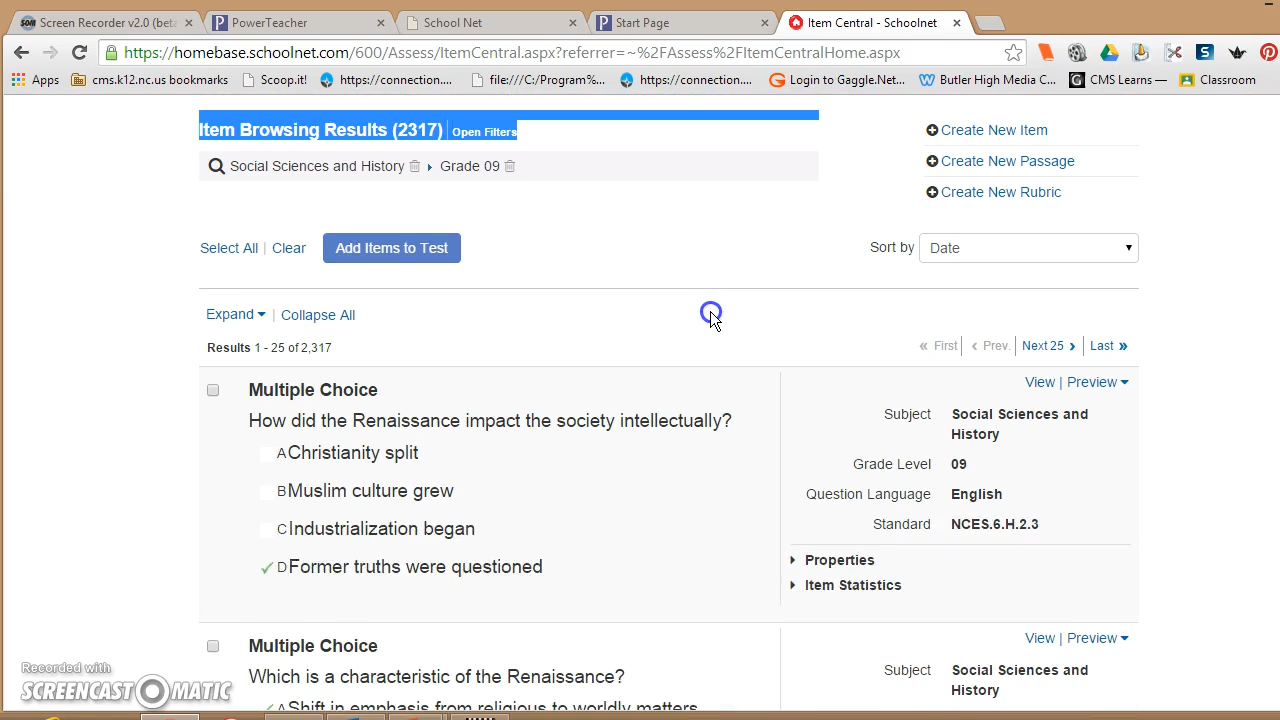 Screen Recorder v2.0 (beta
PowerTeacher
School Net
Start Page
Item Central - Schoolnet
https://homebase.schoolnet.com/600/Assess/ItemCentral.aspx?referrer=~%2FAssess%2FItemCentralHome.aspx
Apps
cms.k12.nc.us bookmarks
Scoop.it!
https://connection....
file:///C:/Program%...
https://connection....
Login to Gaggle.Net...
Butler High Media C...
CMS Learns —
Classroom
Item Browsing Results (2317) Open Filters
Social Sciences and History Grade 09
Create New Item
Create New Passage
Create New Rubric
Select All | Clear Add Items to Test
Sort by Date
Expand | Collapse All
Results 1 - 25 of 2,317
« First ‹ Prev. Next 25 › Last »
Multiple Choice
How did the Renaissance impact the society intellectually?
A Christianity split
B Muslim culture grew
C Industrialization began
D Former truths were questioned
View | Preview
Subject Social Sciences and
History
Grade Level 09
Question Language English
Standard NCES.6.H.2.3
Properties
Item Statistics
Multiple Choice
Which is a characteristic of the Renaissance?
A Shift in emphasis from religious to worldly matters
View | Preview
Subject Social Sciences and
History
Recorded with
SCREENCAST-O-MATIC